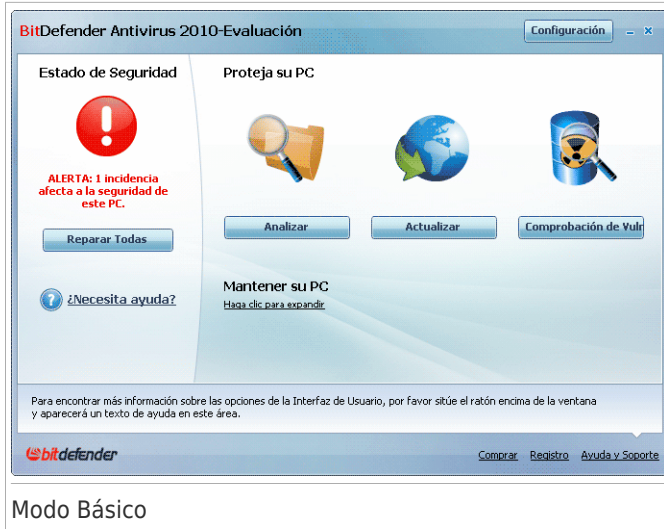 BitDefender Antivirus 2010-Evaluación
Configuración
Estado de Seguridad
ALERTA: 1 incidencia
afecta a la seguridad de
este PC.
Reparar Todas
¿Necesita ayuda?
Proteja su PC
Analizar
Actualizar
Comprobación de Vulr
Mantener su PC
Haga clic para expandir
Para encontrar más información sobre las opciones de la Interfaz de Usuario, por favor sitúe el ratón encima de la ventana
y aparecerá un texto de ayuda en este área.
bitdefender
Comprar Registro Ayuda y Soporte
Modo Básico